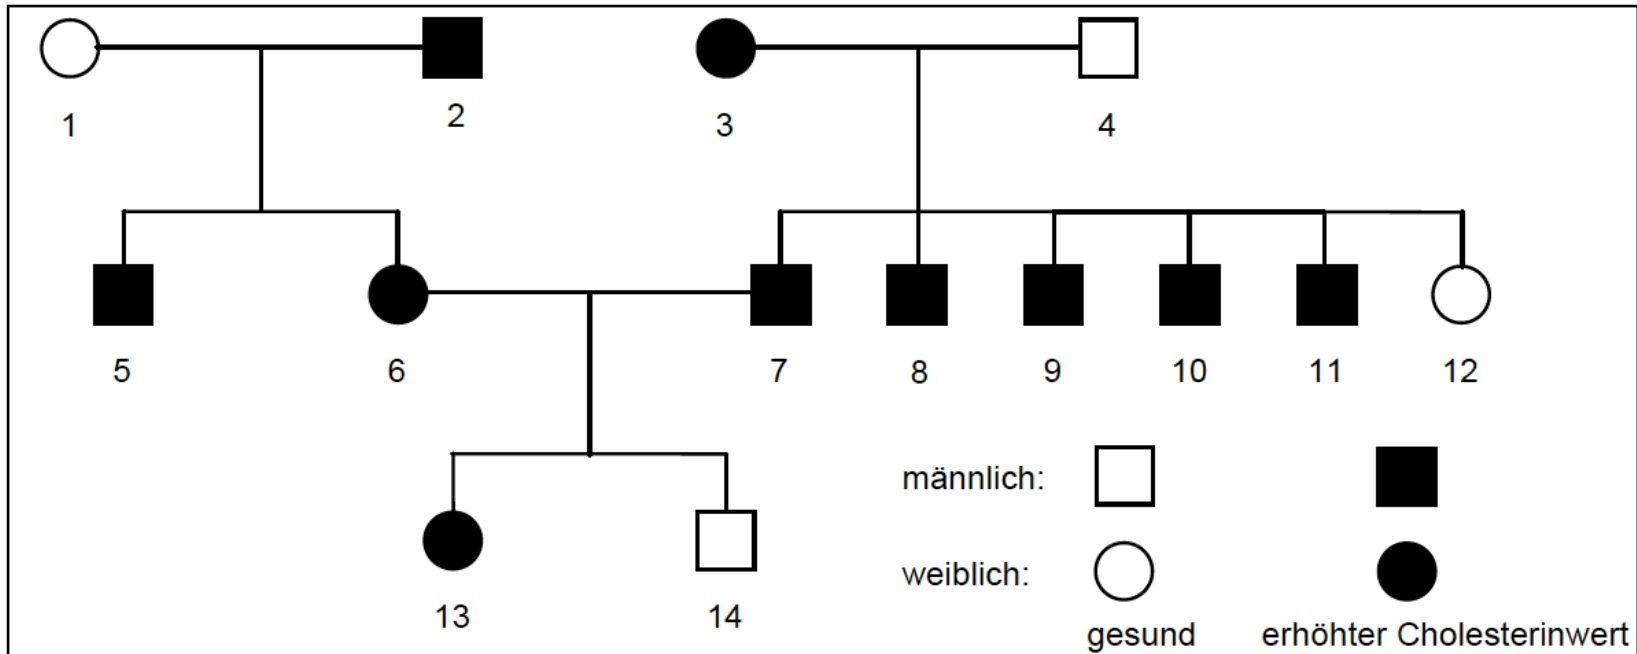 1 2 3 4
5 6 7 8 9 10 11 12
männlich:
weiblich:
13 14
gesund erhöhter Cholesterinwert